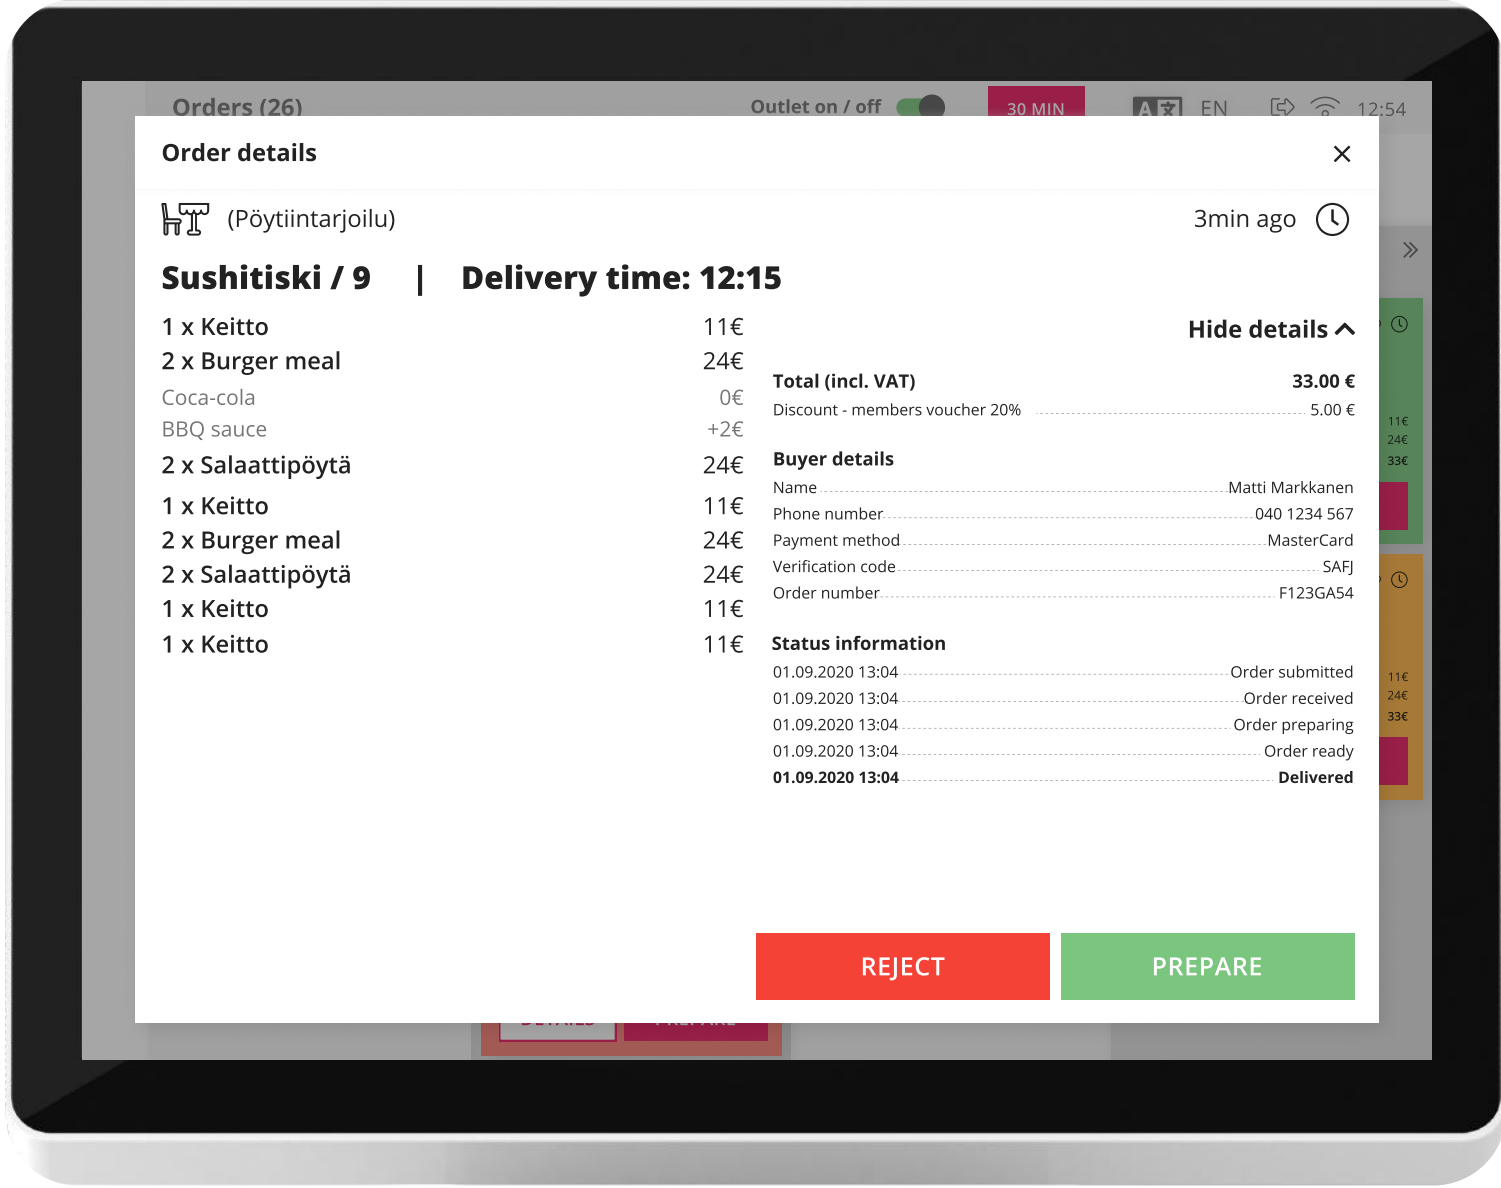 Orders (26) Outlet on / off 30 MIN A文 EN 12:54
Order details
(Pöytiintarjoilu) 3min ago
Sushitiski / 9 | Delivery time: 12:15
1 x Keitto 11€
2 x Burger meal 24€
Coca-cola 0€
BBQ sauce +2€
2 x Salaattipöytä 24€
1 x Keitto 11€
2 x Burger meal 24€
2 x Salaattipöytä 24€
1 x Keitto 11€
1 x Keitto 11€
Hide details
Total (incl. VAT) 33.00 €
Discount - members voucher 20% 5.00 €
Buyer details
Name Matti Markkanen
Phone number 040 1234 567
Payment method MasterCard
Verification code SAFJ
Order number F123GA54
Status information
01.09.2020 13:04 Order submitted
01.09.2020 13:04 Order received
01.09.2020 13:04 Order preparing
01.09.2020 13:04 Order ready
01.09.2020 13:04 Delivered
REJECT PREPARE
11€
24€
33€
11€
24€
33€
DETAILS PREPARE